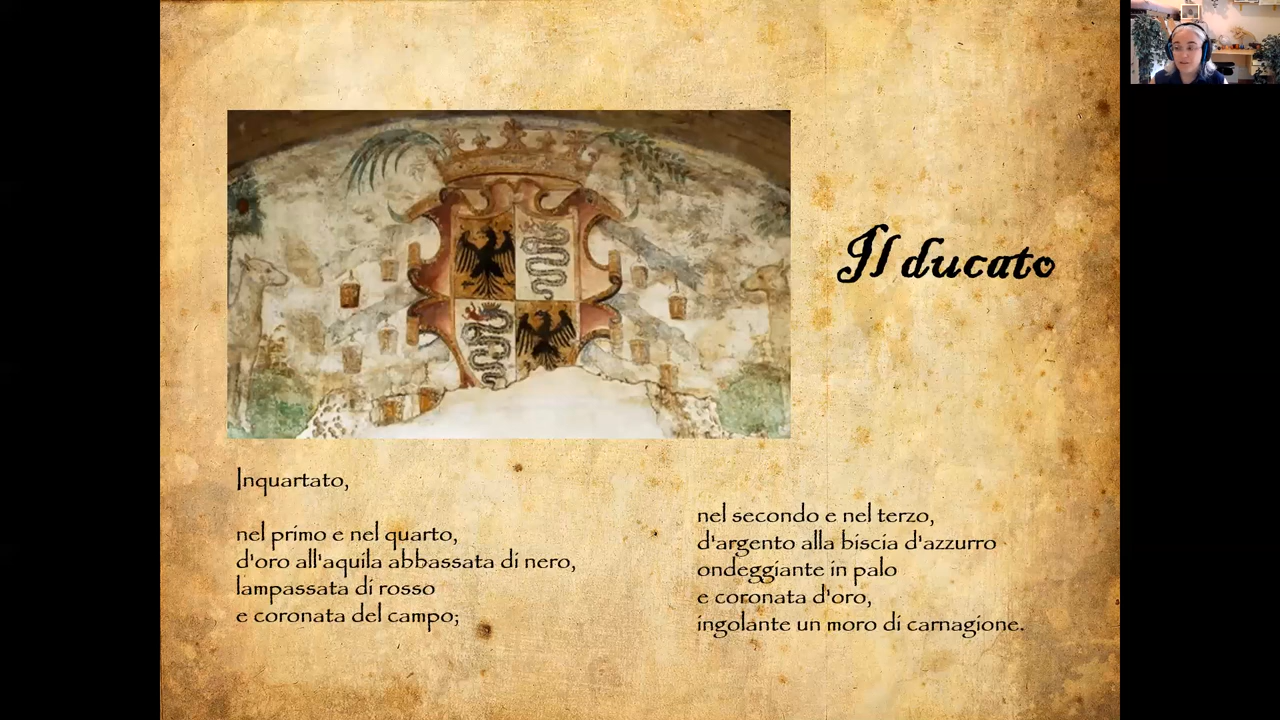 Il ducato
Inquartato,
nel primo e nel quarto,
d'oro all'aquila abbassata di nero,
lampassata di rosso
e coronata del campo;
nel secondo e nel terzo,
d'argento alla biscia d'azzurro
ondeggiante in palo
e coronata d'oro,
ingolante un moro di carnagione.